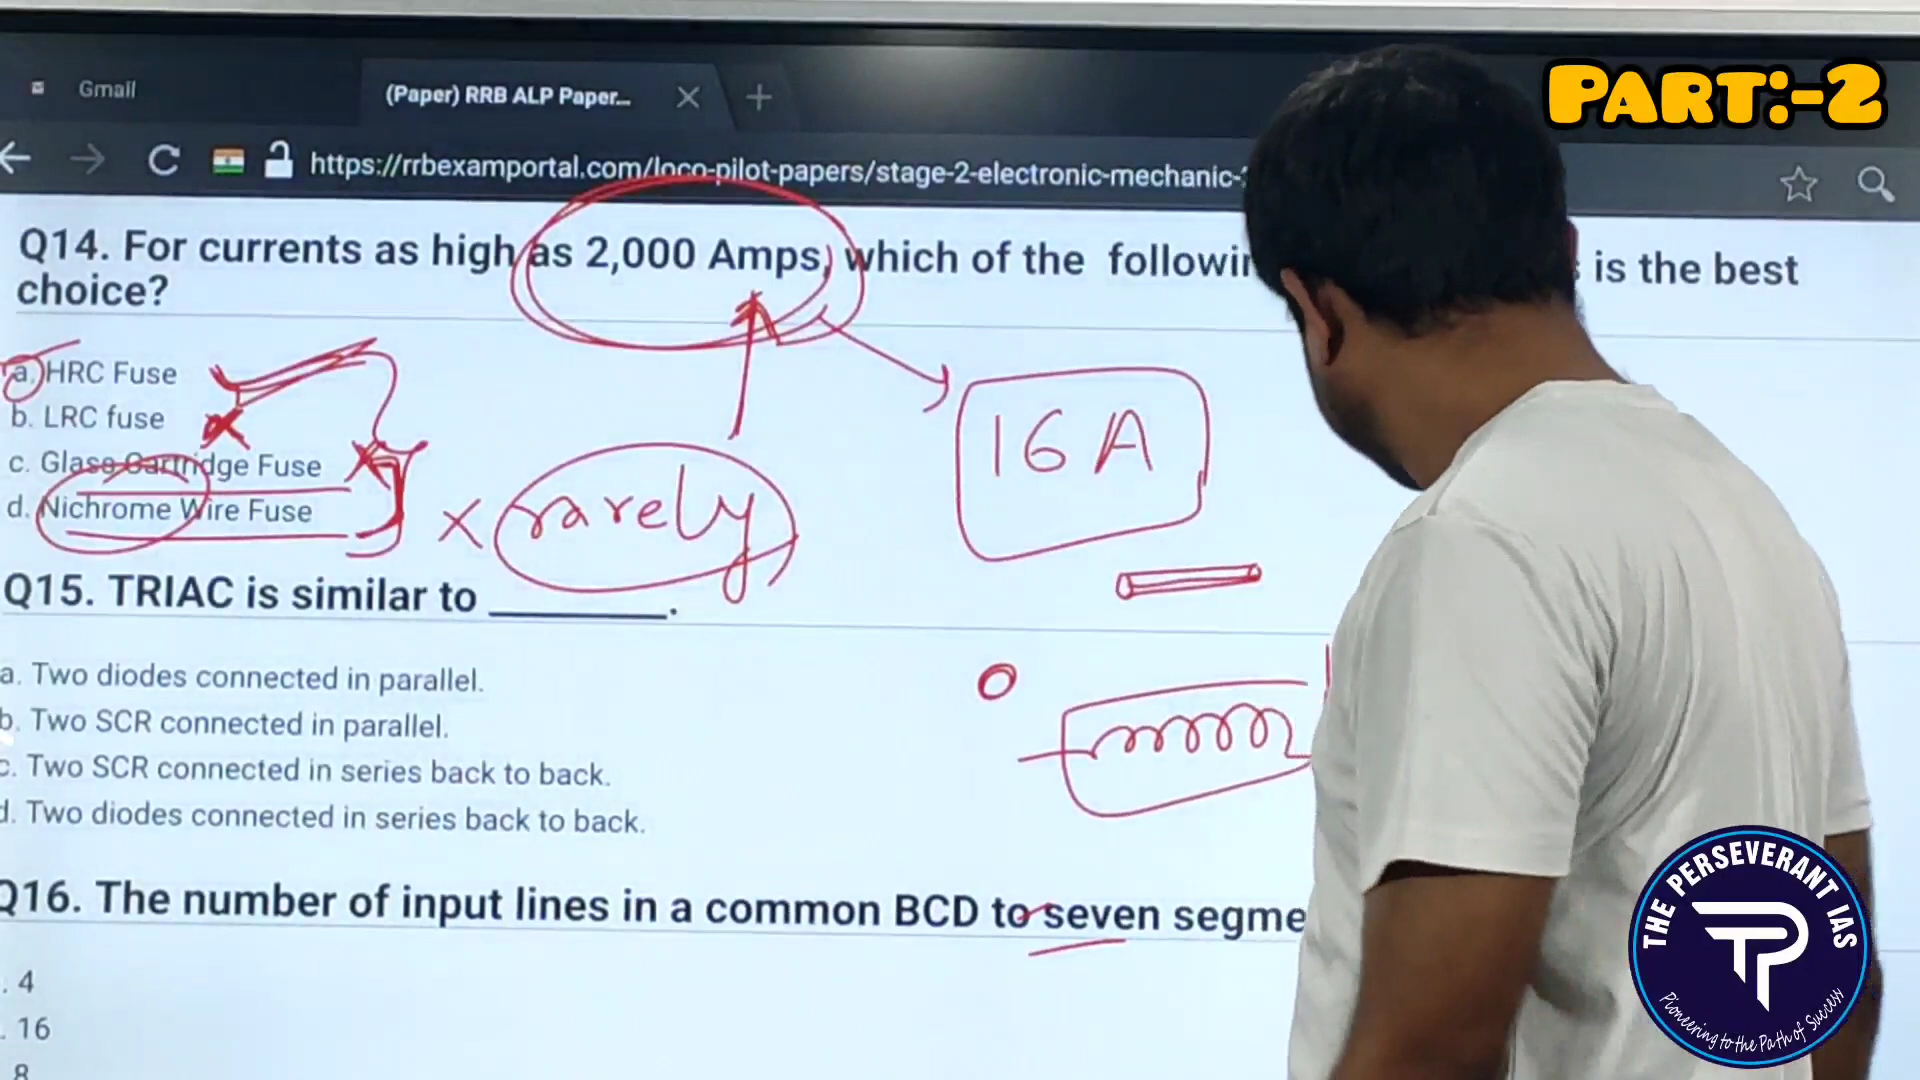 PART:-2
Gmail
(Paper) RRB ALP Paper...
https://rrbexamportal.com/loco-pilot-papers/stage-2-electronic-mechanic-
Q14. For currents as high as 2,000 Amps, which of the is the best
choice?
a. HRC Fuse
b. LRC fuse
c. Glass Cartridge Fuse
d. Nichrome Wire Fuse
x rarely
16 A
Q15. TRIAC is similar to ________.
a. Two diodes connected in parallel.
b. Two SCR connected in parallel.
c. Two SCR connected in series back to back.
d. Two diodes connected in series back to back.
Q16. The number of input lines in a common BCD to seven
. 4
. 16
8
THE PERSEVERANT IAS
TP
Pioneering to the Path of Success